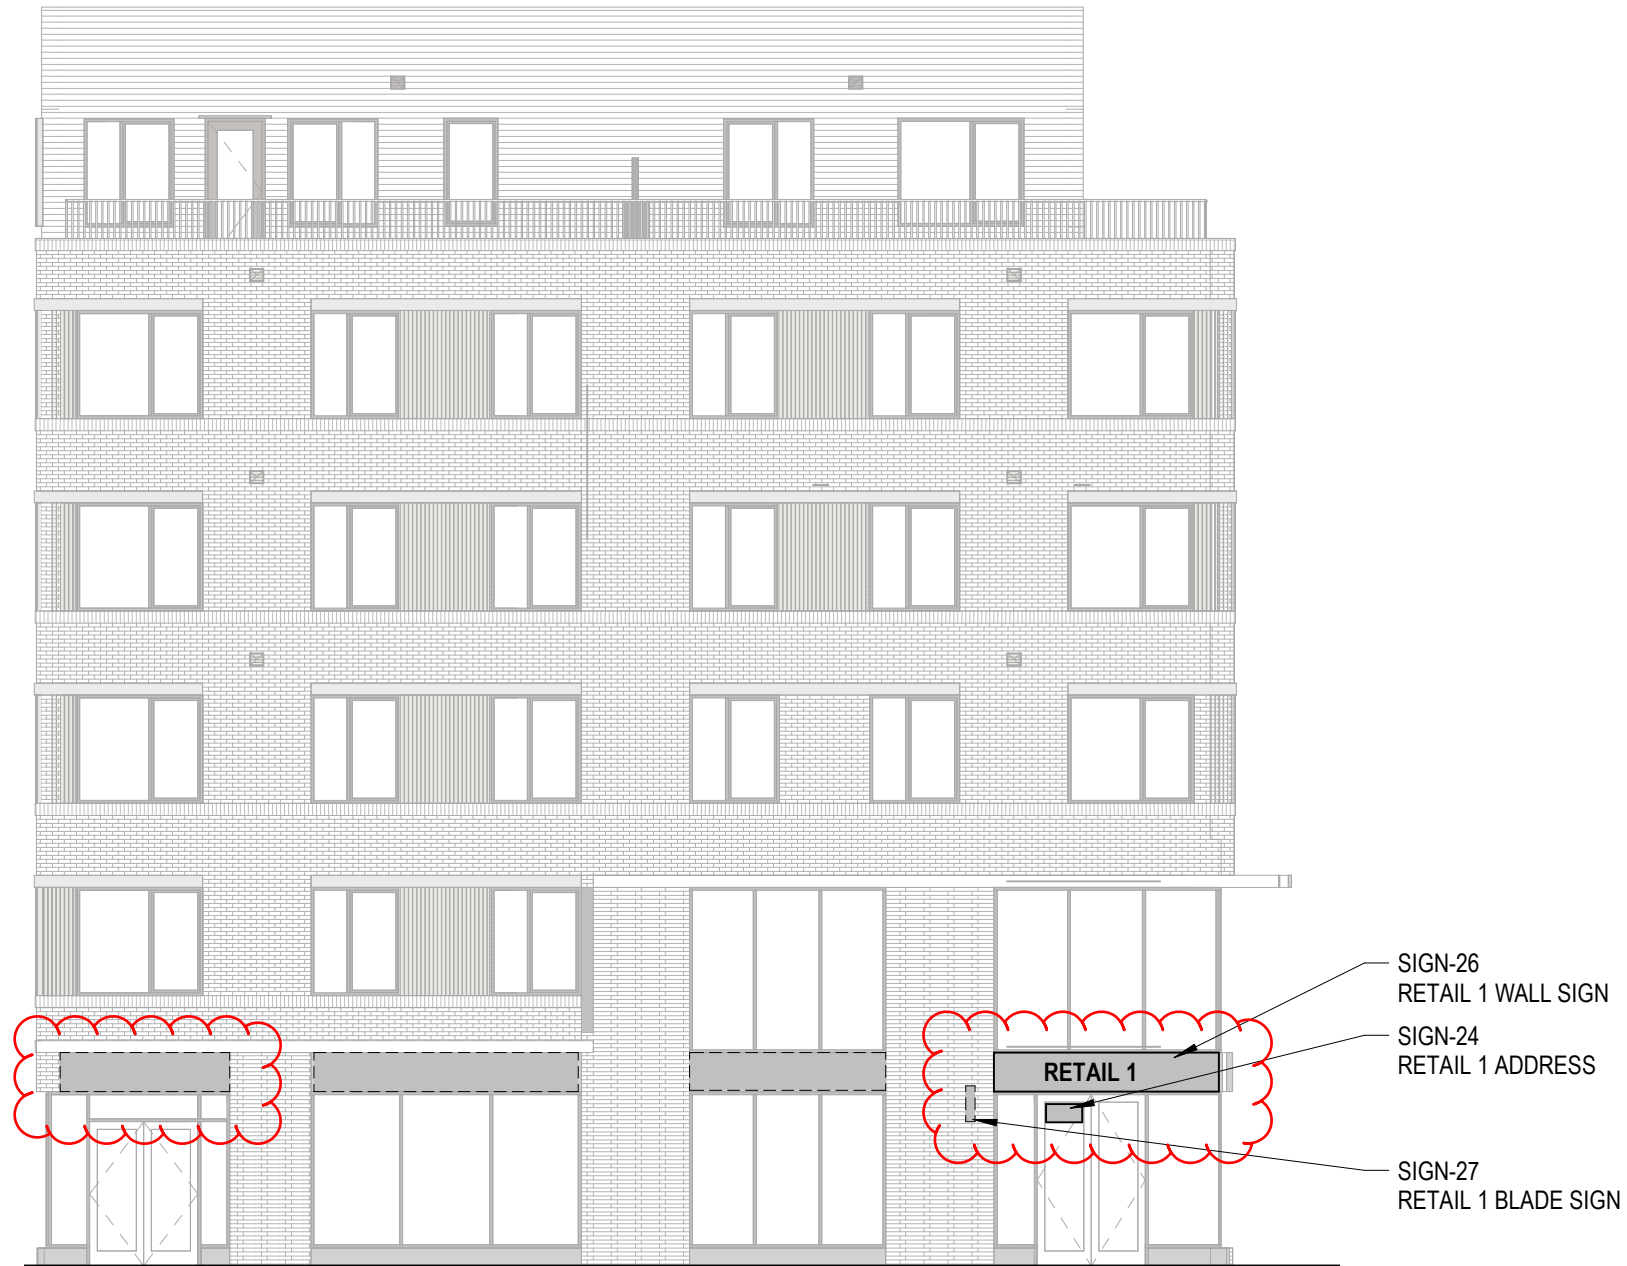 SIGN-26
RETAIL 1 WALL SIGN
SIGN-24
RETAIL 1 ADDRESS
RETAIL 1
SIGN-27
RETAIL 1 BLADE SIGN